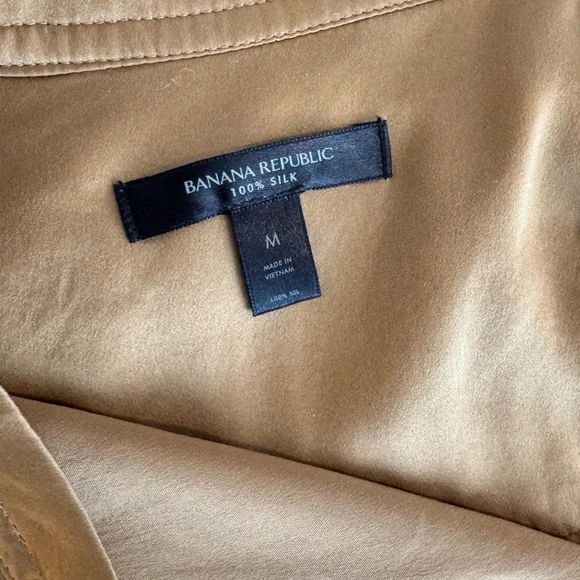 BANANA REPUBLIC
100% SILK
M
MADE IN
VIETNAM
100% Silk